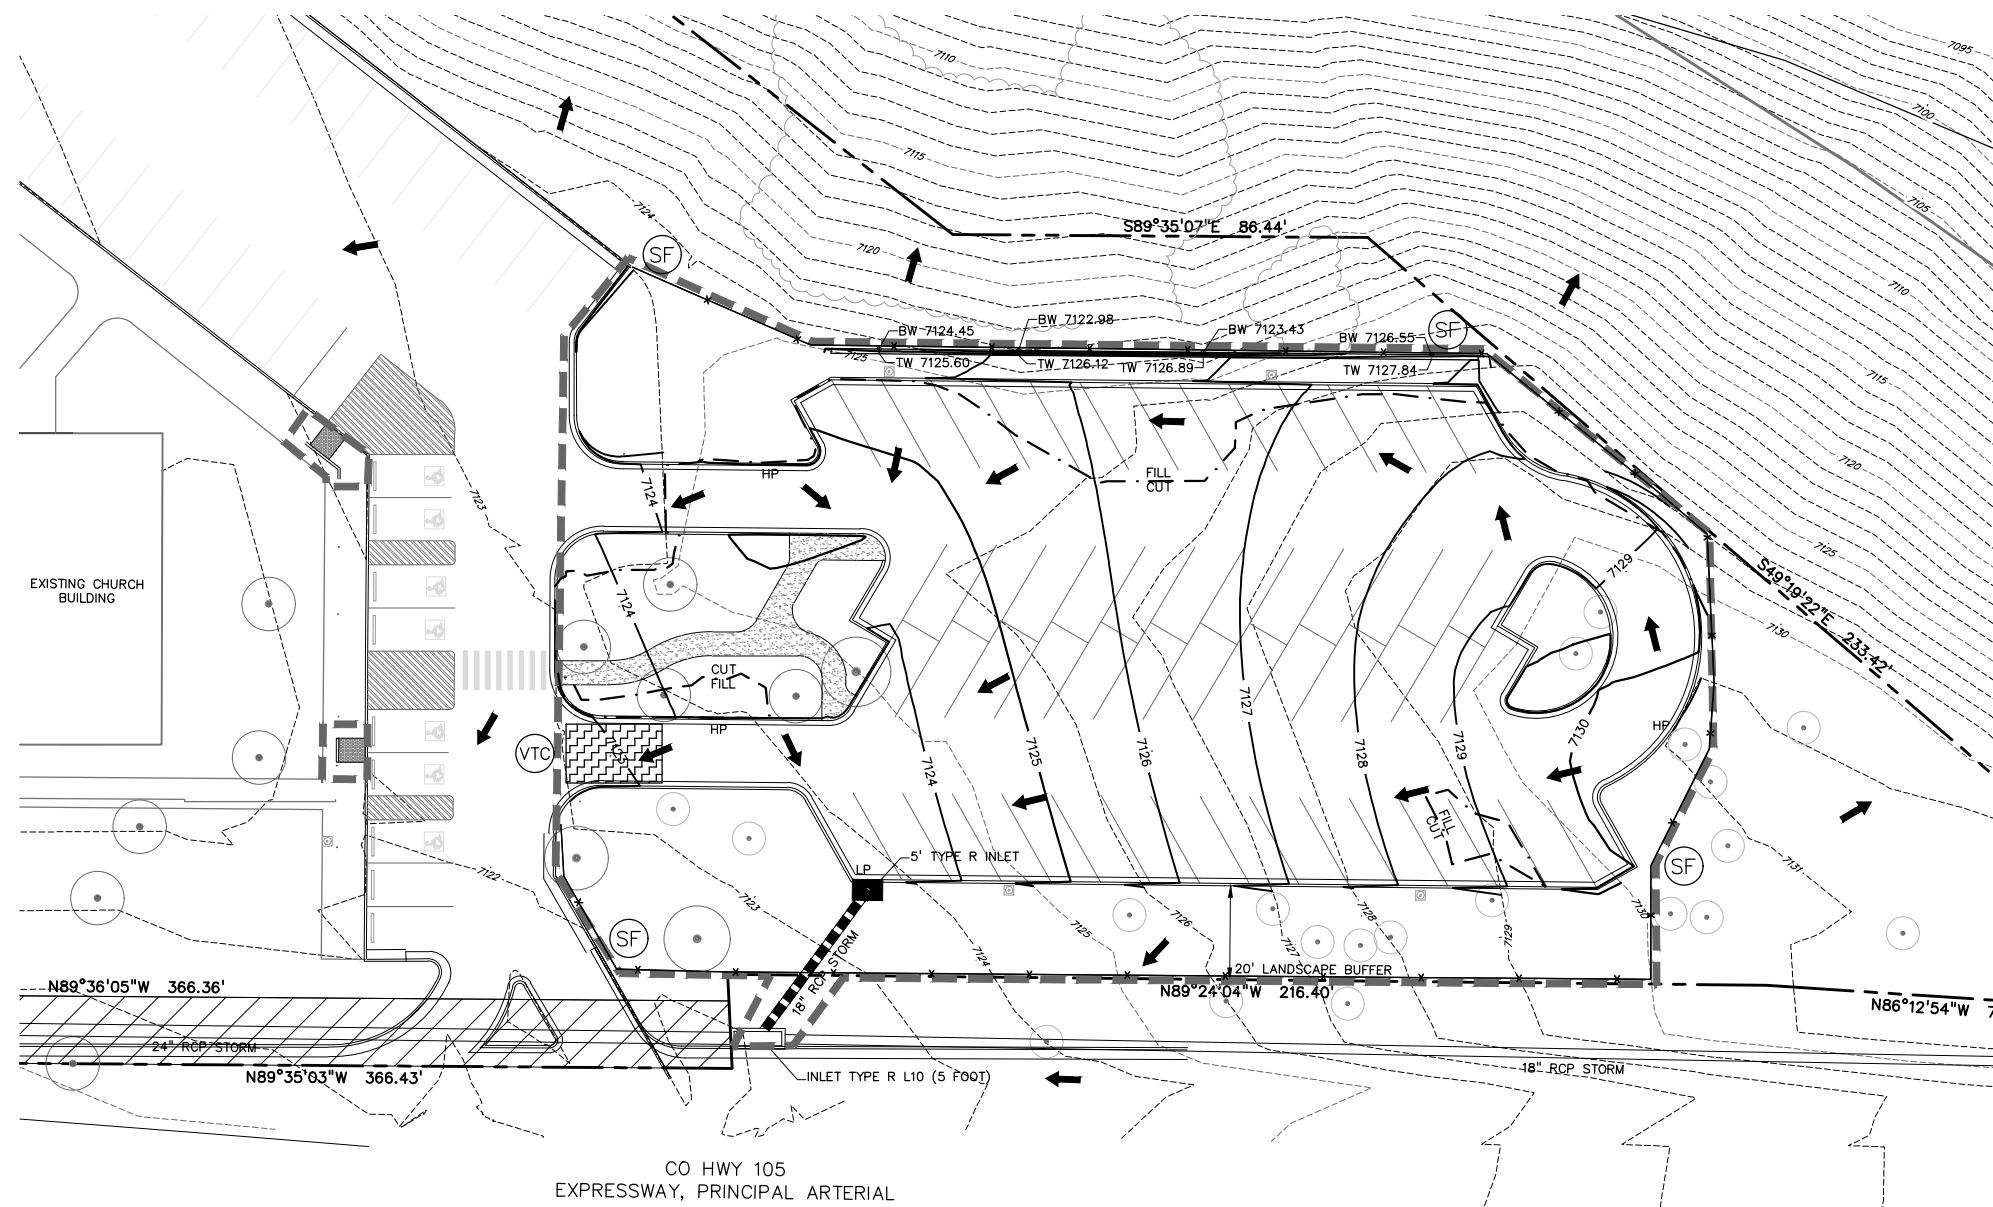 7095
7110
7100
7115
7105
7124
S89°35'07"E 86.44'
7120
SF
7110
BW 7124.45
BW 7122.98
BW 7123.43
BW 7126.55
SF
7125
TW 7125.60
TW 7126.12
TW 7126.89
TW 7127.84
7115
7120
HP
FILL
CUT
7124
7123
7125
EXISTING CHURCH
BUILDING
7124
7129
S49°19'22"E 233.42'
7130
CUT
FILL
HP
HP
7127
7130
VTC
7123
7124
7125
7126
7128
7129
FILL
CUT
LP
5' TYPE R INLET
SF
7131
7122
7123
7125
7126
7128
7130
SF
18" RCP STORM
7124
7127
7129
20' LANDSCAPE BUFFER
N89°36'05"W 366.36'
N89°24'04"W 216.40'
N86°12'54"W 7
24" RCP STORM
N89°35'03"W 366.43'
INLET TYPE R L10 (5 FOOT)
18" RCP STORM
CO HWY 105
EXPRESSWAY, PRINCIPAL ARTERIAL